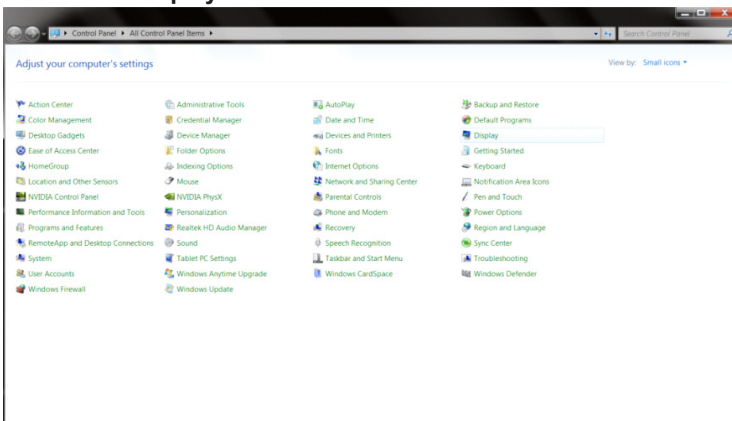 Control Panel ▸ All Control Panel Items ▸
Search Control Panel
Adjust your computer's settings
View by: Small icons
Action Center
Administrative Tools
AutoPlay
Backup and Restore
Color Management
Credential Manager
Date and Time
Default Programs
Desktop Gadgets
Device Manager
Devices and Printers
Display
Ease of Access Center
Folder Options
Fonts
Getting Started
HomeGroup
Indexing Options
Internet Options
Keyboard
Location and Other Sensors
Mouse
Network and Sharing Center
Notification Area Icons
NVIDIA Control Panel
NVIDIA PhysX
Parental Controls
Pen and Touch
Performance Information and Tools
Personalization
Phone and Modem
Power Options
Programs and Features
Realtek HD Audio Manager
Recovery
Region and Language
RemoteApp and Desktop Connections
Sound
Speech Recognition
Sync Center
System
Tablet PC Settings
Taskbar and Start Menu
Troubleshooting
User Accounts
Windows Anytime Upgrade
Windows CardSpace
Windows Defender
Windows Firewall
Windows Update